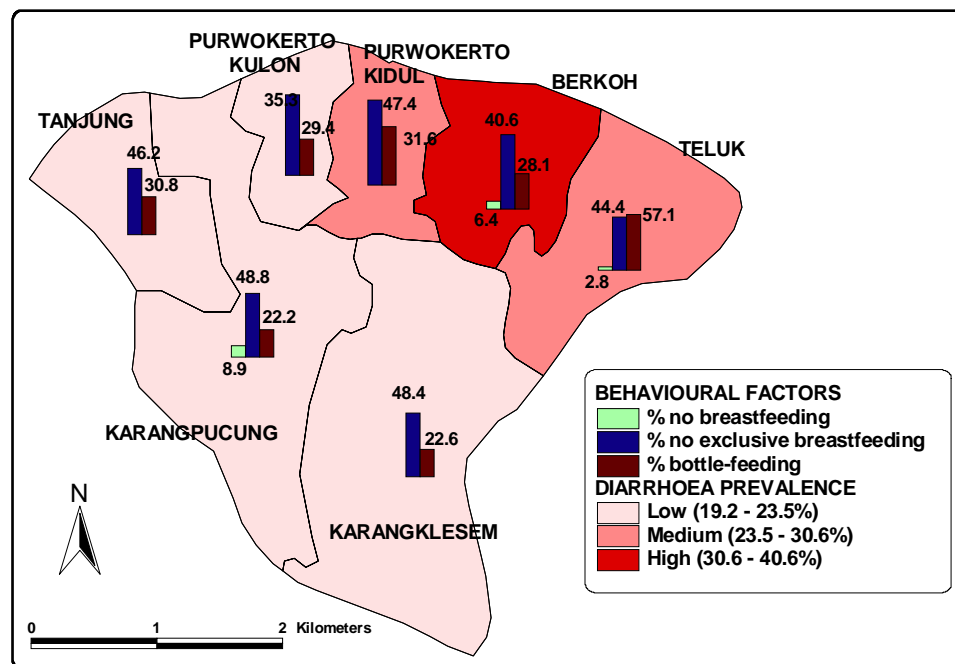 PURWOKERTO
KULON
35.3
29.4
PURWOKERTO
KIDUL
47.4
31.6
BERKOH
40.6
28.1
6.4
TANJUNG
46.2
30.8
TELUK
44.4
57.1
2.8
48.8
22.2
8.9
KARANGPUCUNG
48.4
22.6
KARANGKLESEM
BEHAVIOURAL FACTORS
% no breastfeeding
% no exclusive breastfeeding
% bottle-feeding
DIARRHOEA PREVALENCE
Low (19.2 - 23.5%)
Medium (23.5 - 30.6%)
High (30.6 - 40.6%)
N
0 1 2 Kilometers